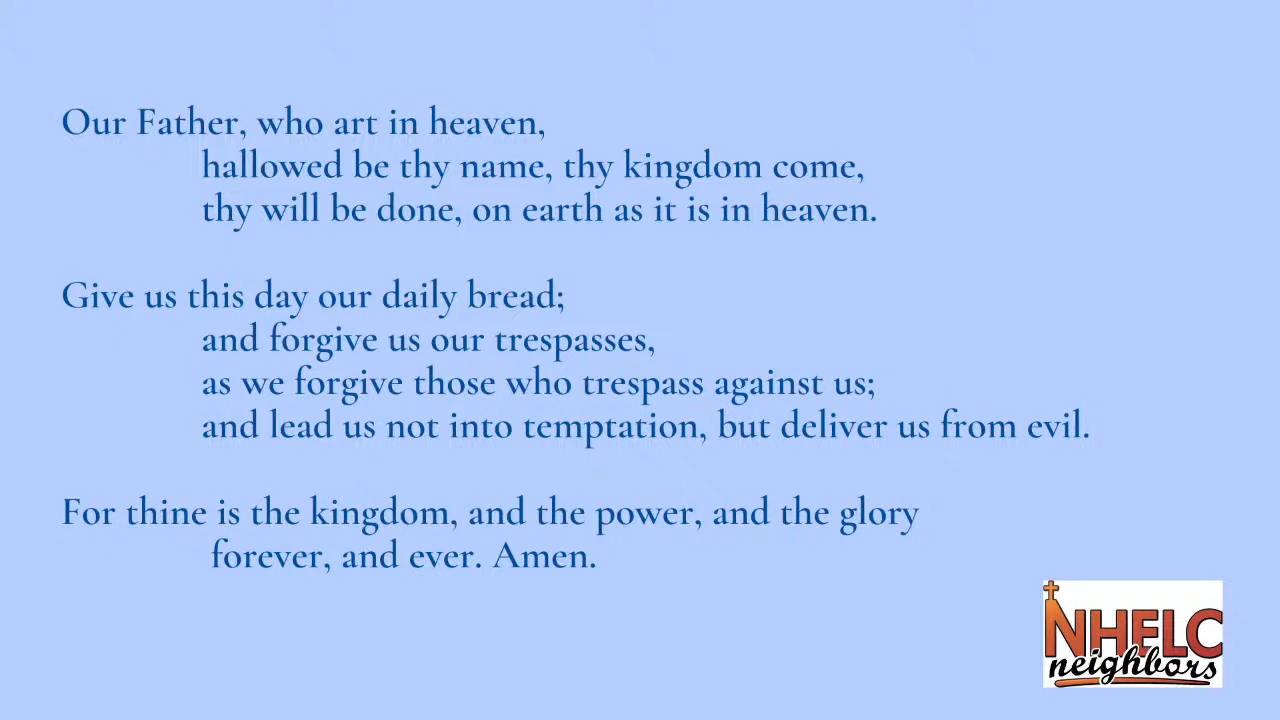 Our Father, who art in heaven,
hallowed be thy name, thy kingdom come,
thy will be done, on earth as it is in heaven.
Give us this day our daily bread;
and forgive us our trespasses,
as we forgive those who trespass against us;
and lead us not into temptation, but deliver us from evil.
For thine is the kingdom, and the power, and the glory
forever, and ever. Amen.
NHELC
neighbors